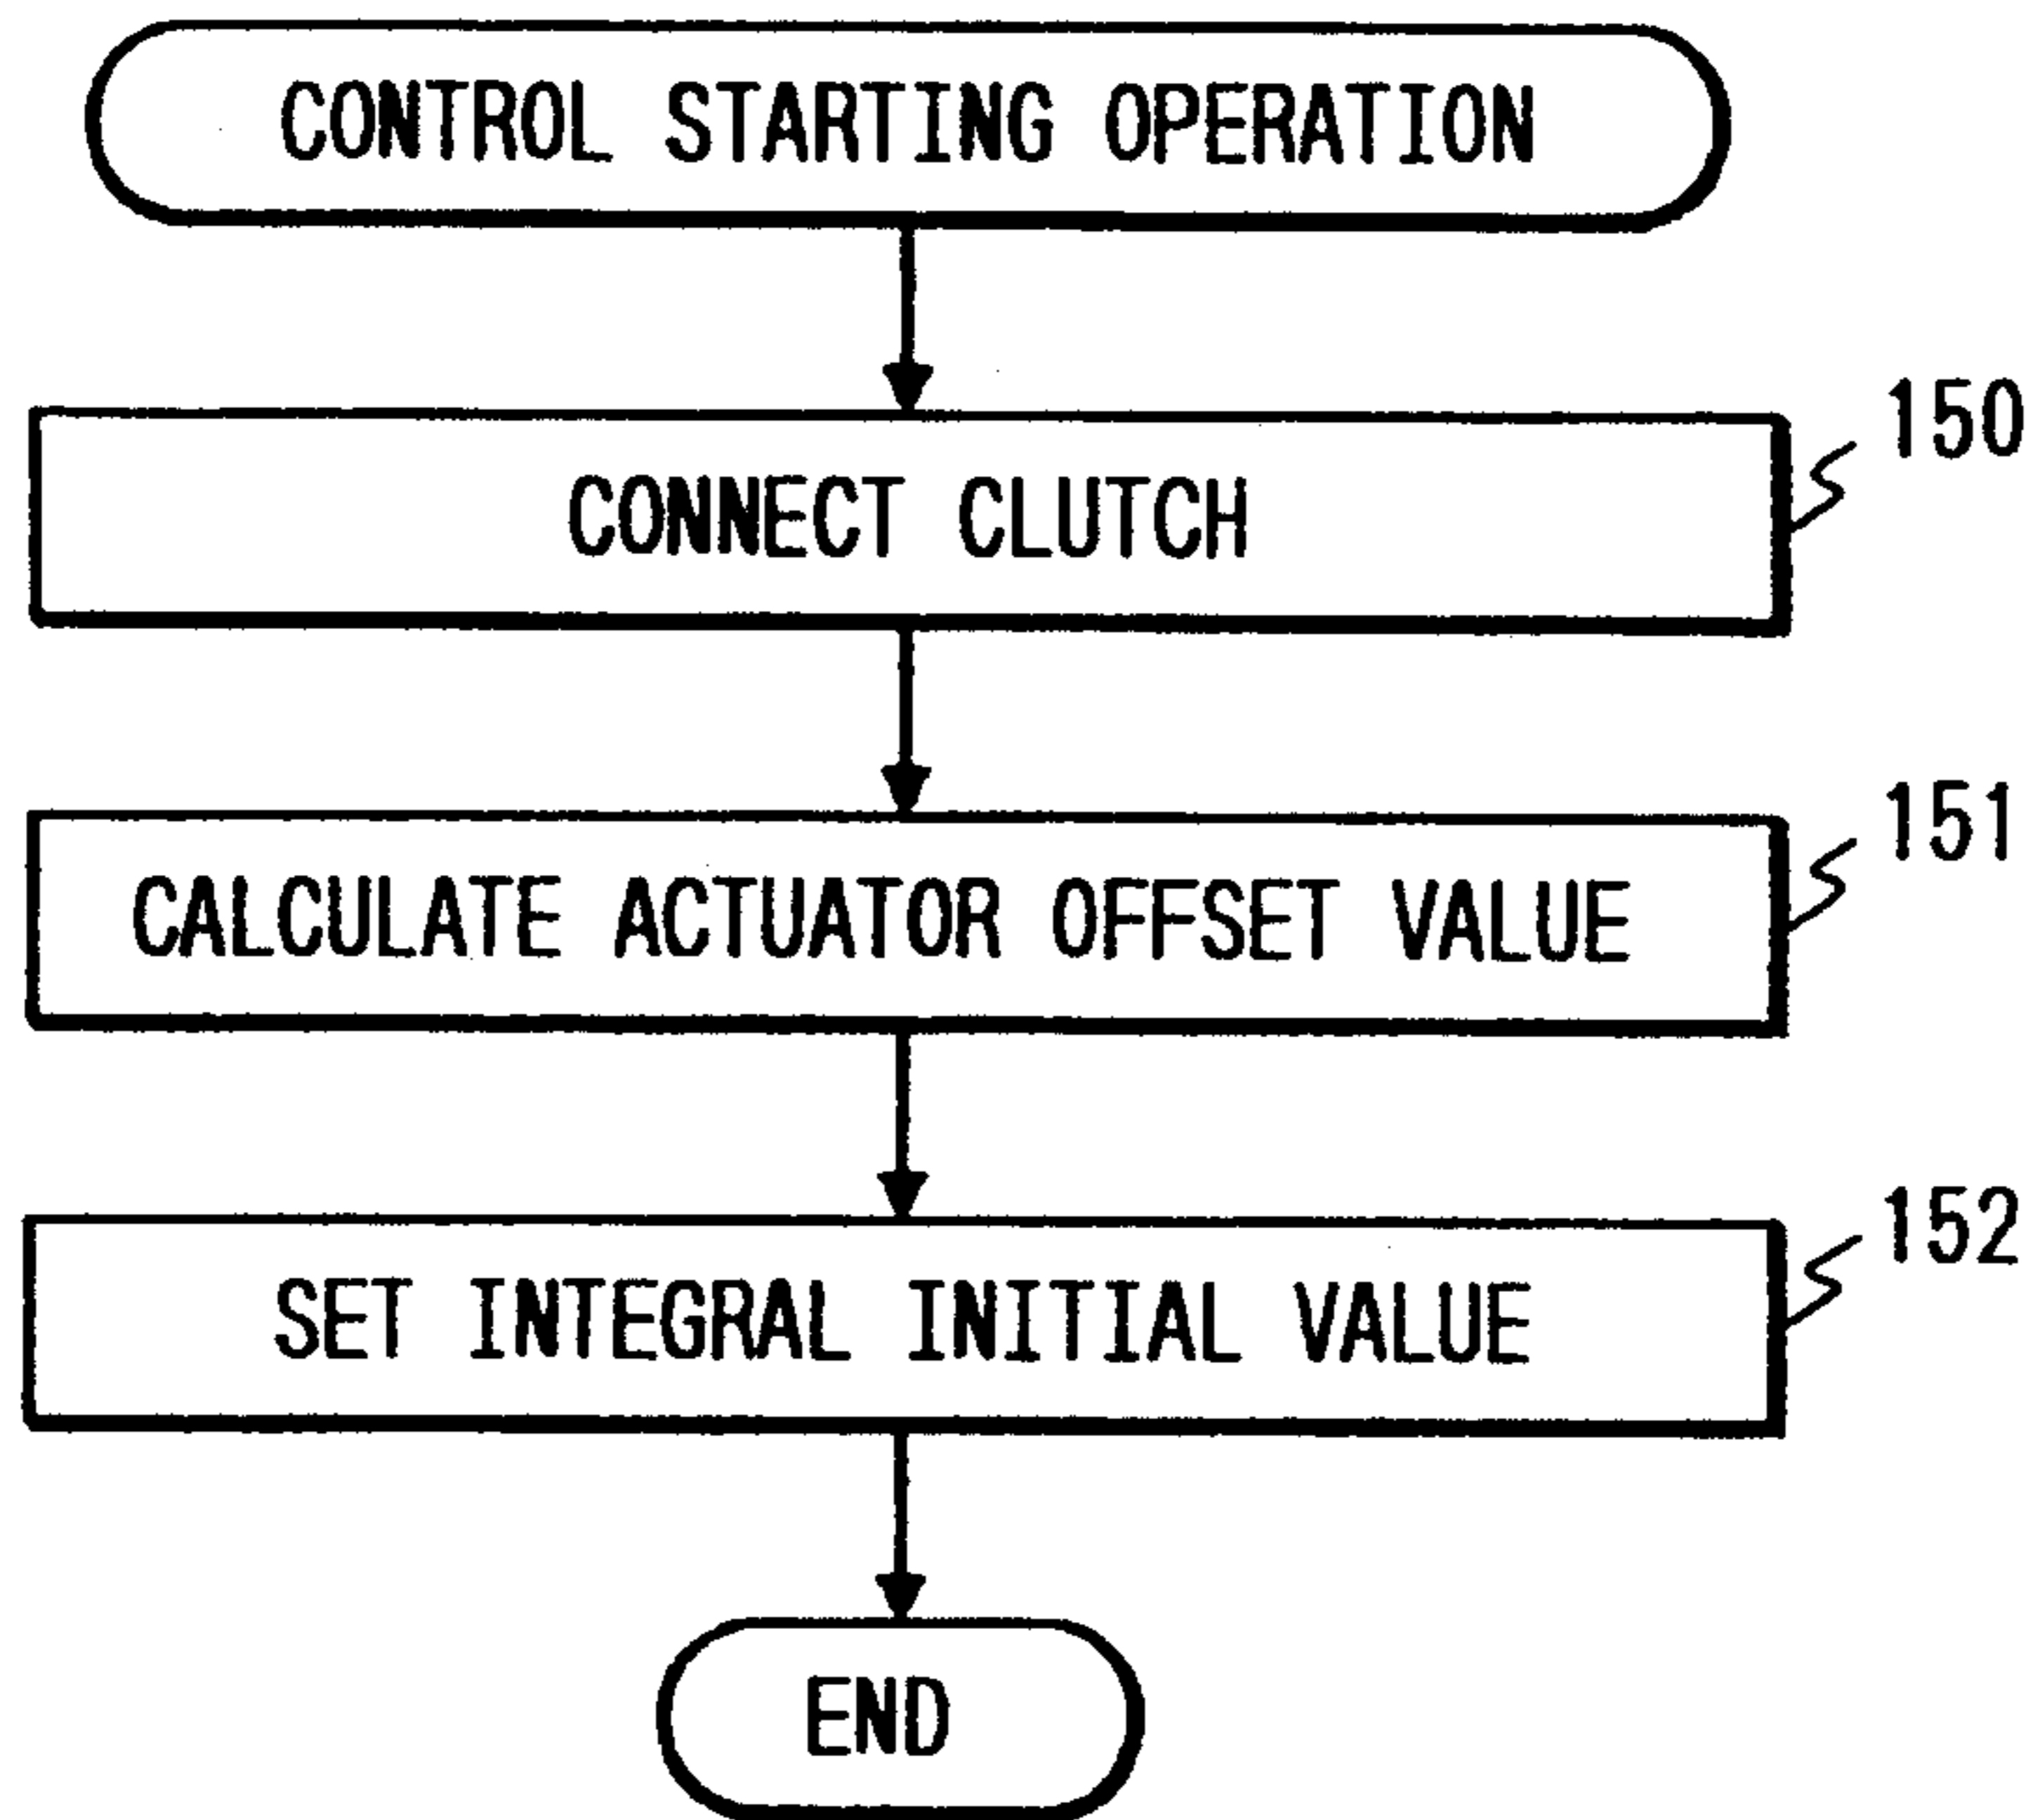 CONTROL STARTING OPERATION
150
CONNECT CLUTCH
151
CALCULATE ACTUATOR OFFSET VALUE
152
SET INTEGRAL INITIAL VALUE
END